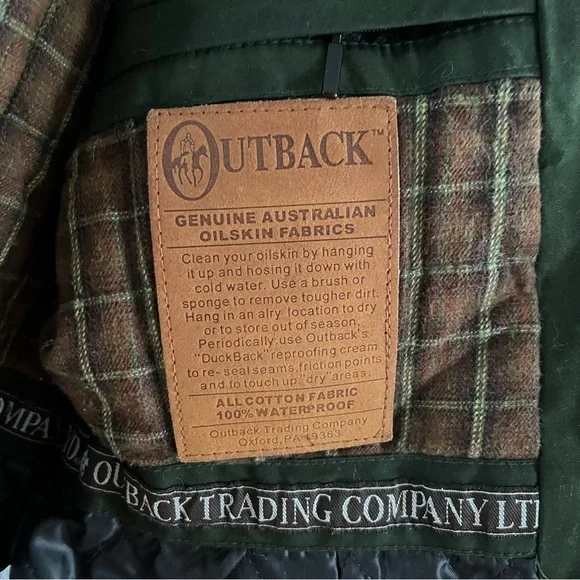 OUTBACK™
GENUINE AUSTRALIAN
OILSKIN FABRICS
Clean your oilskin by hanging
it up and hosing it down with
cold water. Use a brush or
sponge to remove tougher dirt.
Hang in an airy location to dry
or to store out of season.
Periodically use Outback's
"DuckBack" reproofing cream
to re-seal seams, friction points
and to touch up "dry" areas.
ALL COTTON FABRIC
100% WATERPROOF
Outback Trading Company
Oxford, PA 19363
OUTBACK TRADING COMPANY LTD